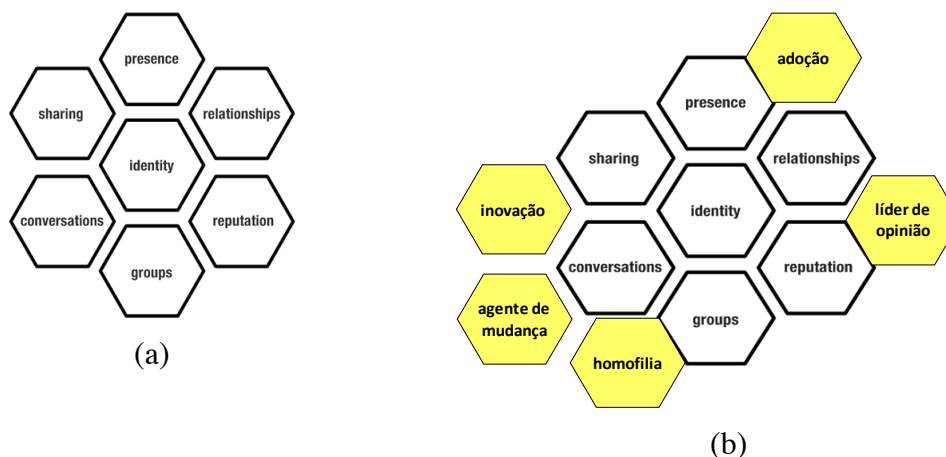 presence
sharing
relationships
identity
conversations
reputation
groups
(a)
adoção
presence
sharing
relationships
inovação
identity
líder de
opinião
conversations
reputation
agente de
mudança
groups
homofilia
(b)